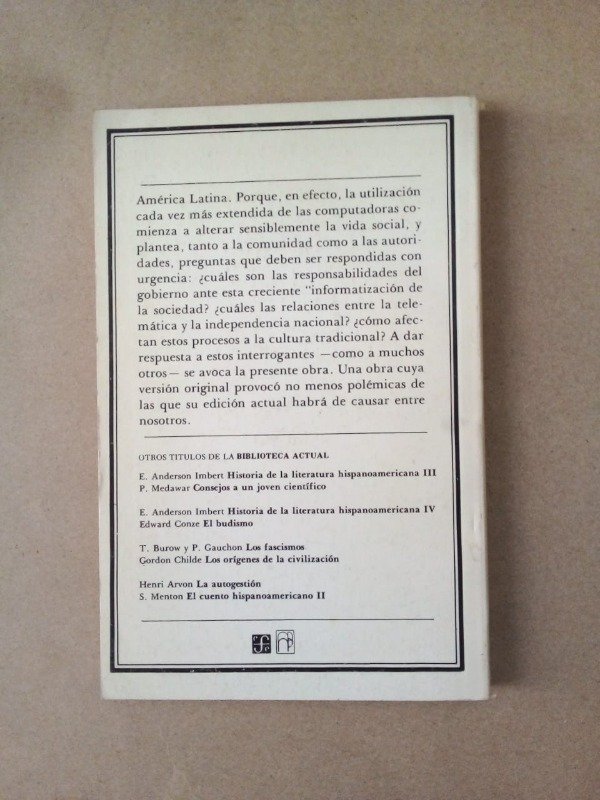 América Latina. Porque, en efecto, la utilización
cada vez más extendida de las computadoras co-
mienza a alterar sensiblemente la vida social, y
plantea, tanto a la comunidad como a las autori-
dades, preguntas que deben ser respondidas con
urgencia: ¿cuáles son las responsabilidades del
gobierno ante esta creciente "informatización de
la sociedad? ¿cuáles las relaciones entre la tele-
mática y la independencia nacional? ¿cómo afec-
tan estos procesos a la cultura tradicional? A dar
respuesta a estos interrogantes —como a muchos
otros— se avoca la presente obra. Una obra cuya
versión original provocó no menos polémicas de
las que su edición actual habrá de causar entre
nosotros.
OTROS TITULOS DE LA BIBLIOTECA ACTUAL
E. Anderson Imbert Historia de la literatura hispanoamericana III
P. Medawar Consejos a un joven científico
E. Anderson Imbert Historia de la literatura hispanoamericana IV
Edward Conze El budismo
T. Burow y P. Gauchon Los fascismos
Gordon Childe Los orígenes de la civilización
Henri Arvon La autogestión
S. Menton El cuento hispanoamericano II